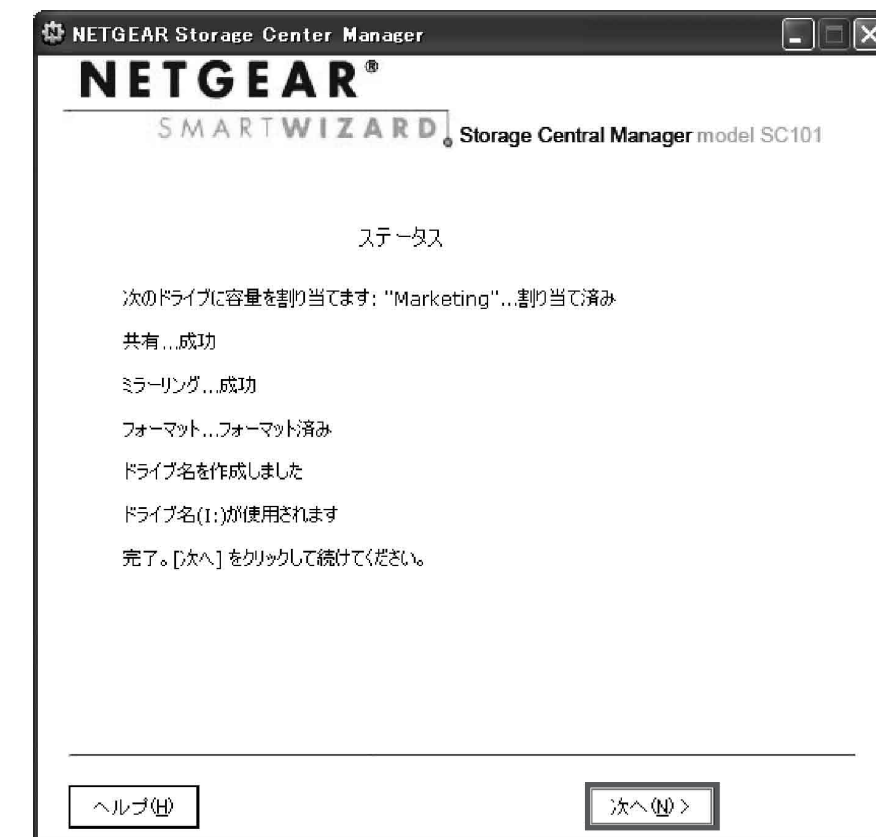 NETGEAR Storage Center Manager
NETGEAR®
SMARTWIZARD Storage Central Manager model SC101
ステータス
次のドライブに容量を割り当てます: "Marketing"...割り当て済み
共有...成功
ミラーリング...成功
フォーマット...フォーマット済み
ドライブ名を作成しました
ドライブ名(I:)が使用されます
完了。[次へ] をクリックして続けてください。
ヘルプ(H)
次へ(N) >